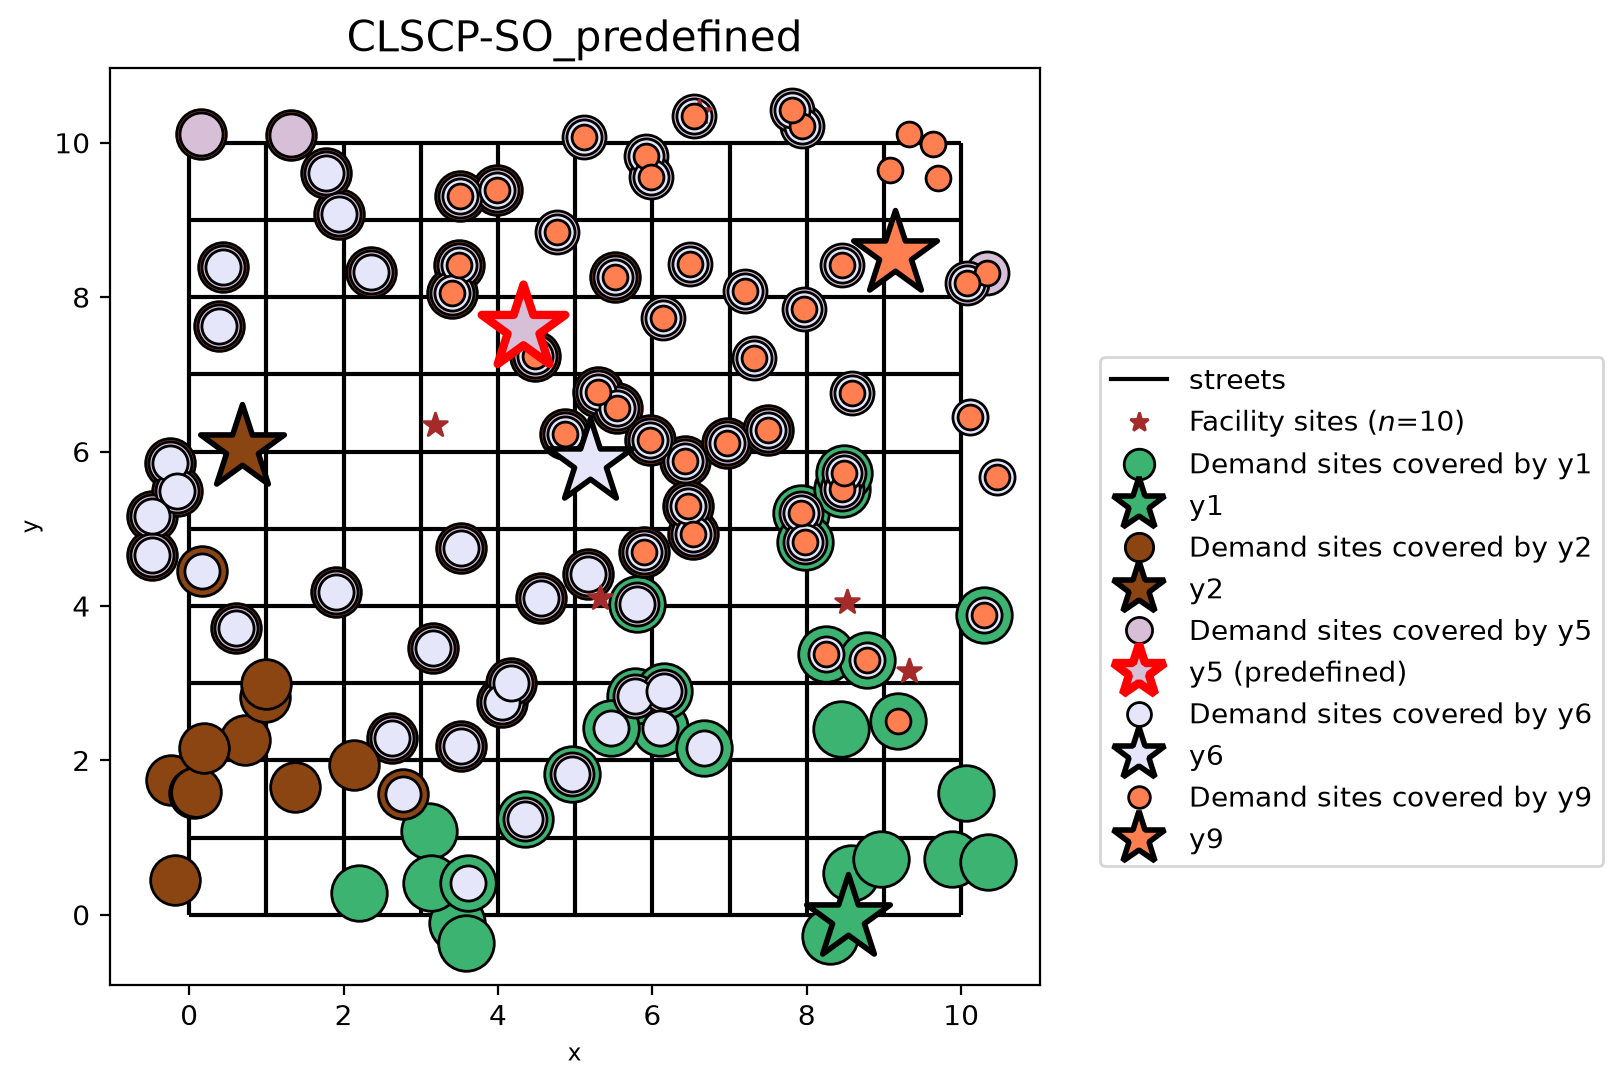 CLSCP-SO_predefined
10
8
6
4
2
0
y
0 2 4 6 8 10
x
streets
Facility sites (n=10)
Demand sites covered by y1
y1
Demand sites covered by y2
y2
Demand sites covered by y5
y5 (predefined)
Demand sites covered by y6
y6
Demand sites covered by y9
y9